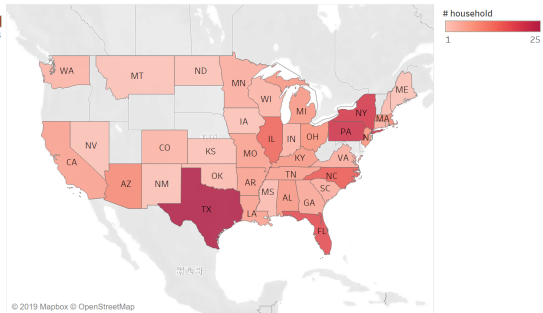 # household
1 25
ME
WA MT ND MN
WI NY MA
MI
IA PA N
NV IL IN OH
CO
CA KS MO KY VA
OK TN NC
AZ NM AR SC
MS AL GA
TX LA
FL
© 2019 Mapbox © OpenStreetMap